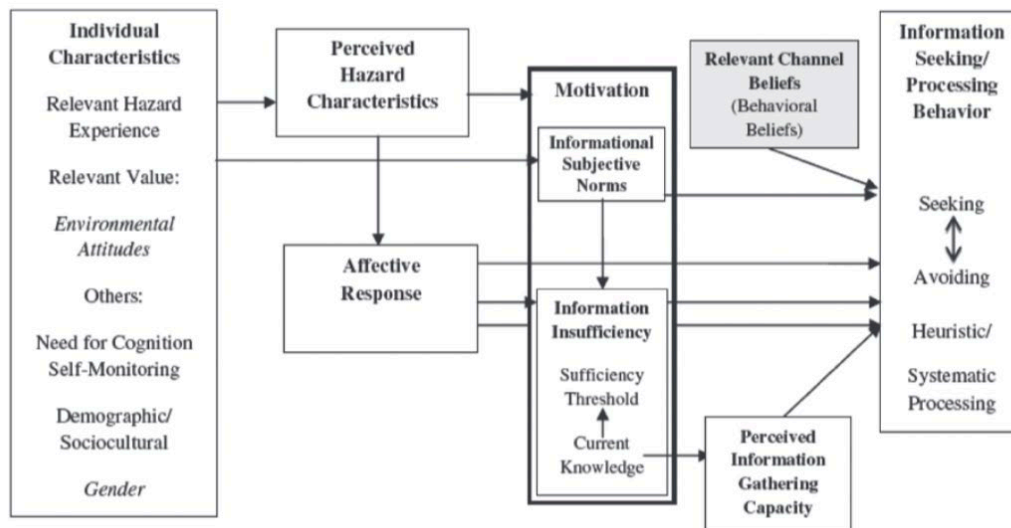 Individual
Characteristics
Relevant Hazard
Experience
Relevant Value:
Environmental
Attitudes
Others:
Need for Cognition
Self-Monitoring
Demographic/
Sociocultural
Gender
Perceived
Hazard
Characteristics
Affective
Response
Motivation
Informational
Subjective
Norms
Information
Insufficiency
Sufficiency
Threshold
Current
Knowledge
Relevant Channel
Beliefs
(Behavioral
Beliefs)
Perceived
Information
Gathering
Capacity
Information
Seeking/
Processing
Behavior
Seeking
Avoiding
Heuristic/
Systematic
Processing